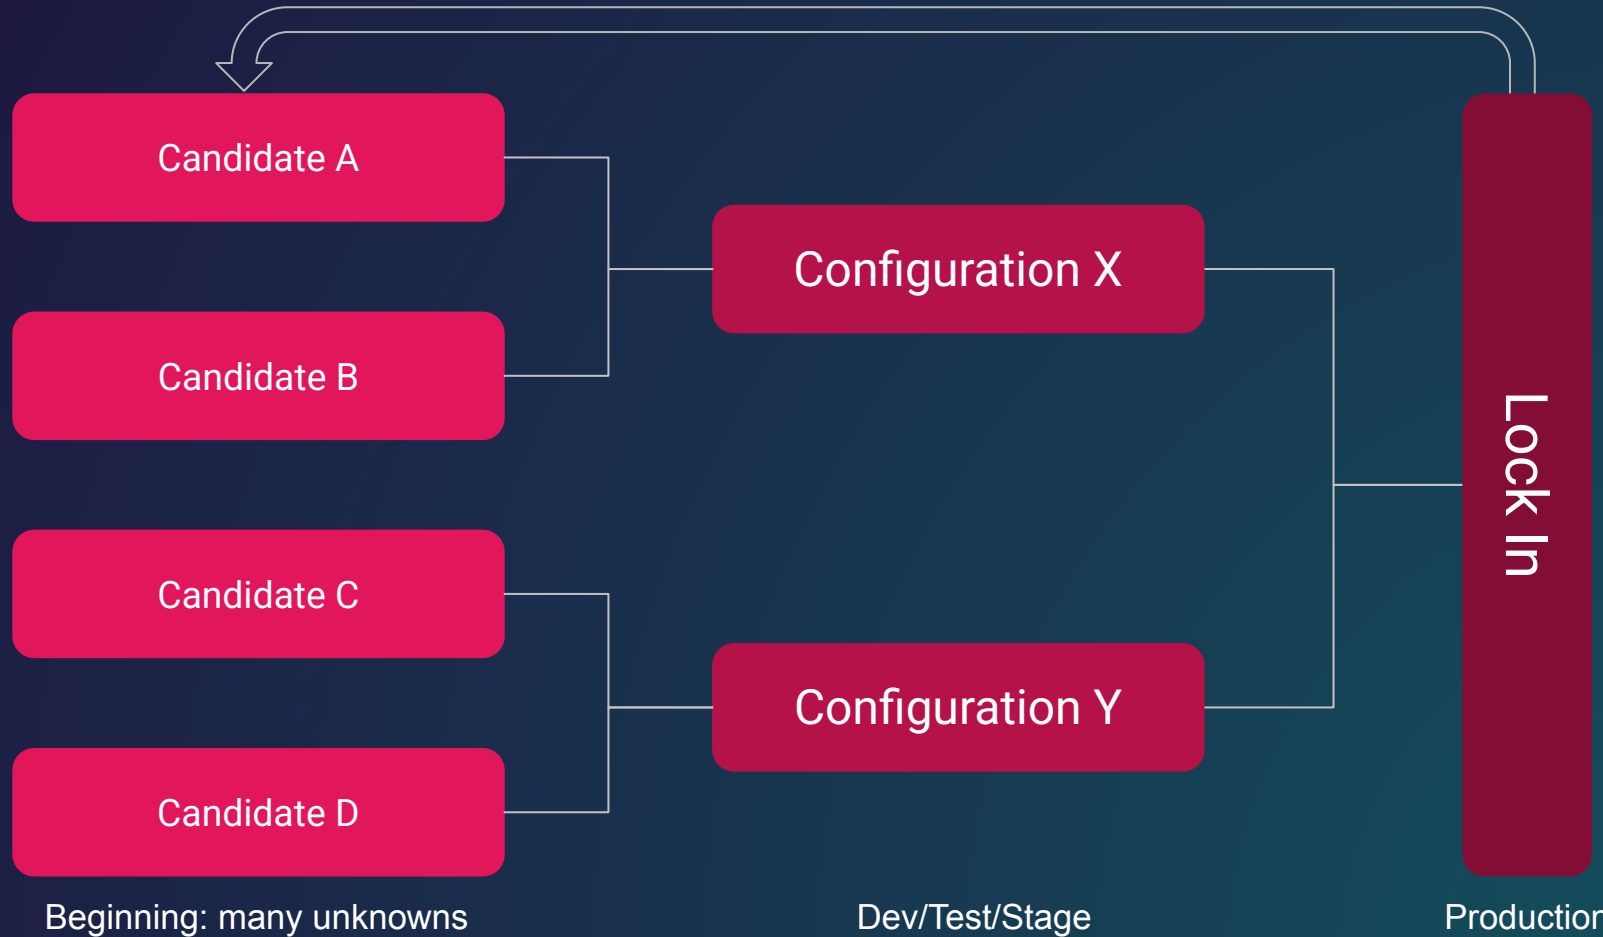 Candidate A
Candidate B
Candidate C
Candidate D
Configuration X
Configuration Y
Lock In
Beginning: many unknowns
Dev/Test/Stage
Production